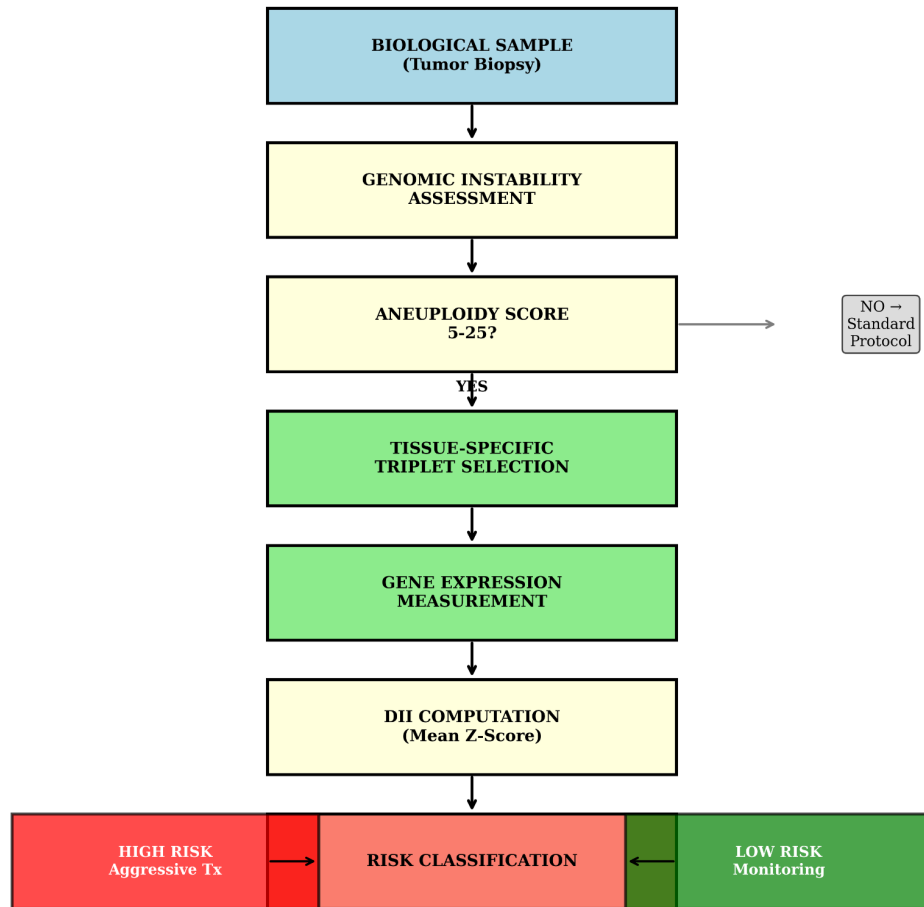 BIOLOGICAL SAMPLE
(Tumor Biopsy)
GENOMIC INSTABILITY
ASSESSMENT
ANEUPLOIDY SCORE
5-25?
NO →
Standard
Protocol
YES
TISSUE-SPECIFIC
TRIPLET SELECTION
GENE EXPRESSION
MEASUREMENT
DII COMPUTATION
(Mean Z-Score)
HIGH RISK
Aggressive Tx
RISK CLASSIFICATION
LOW RISK
Monitoring